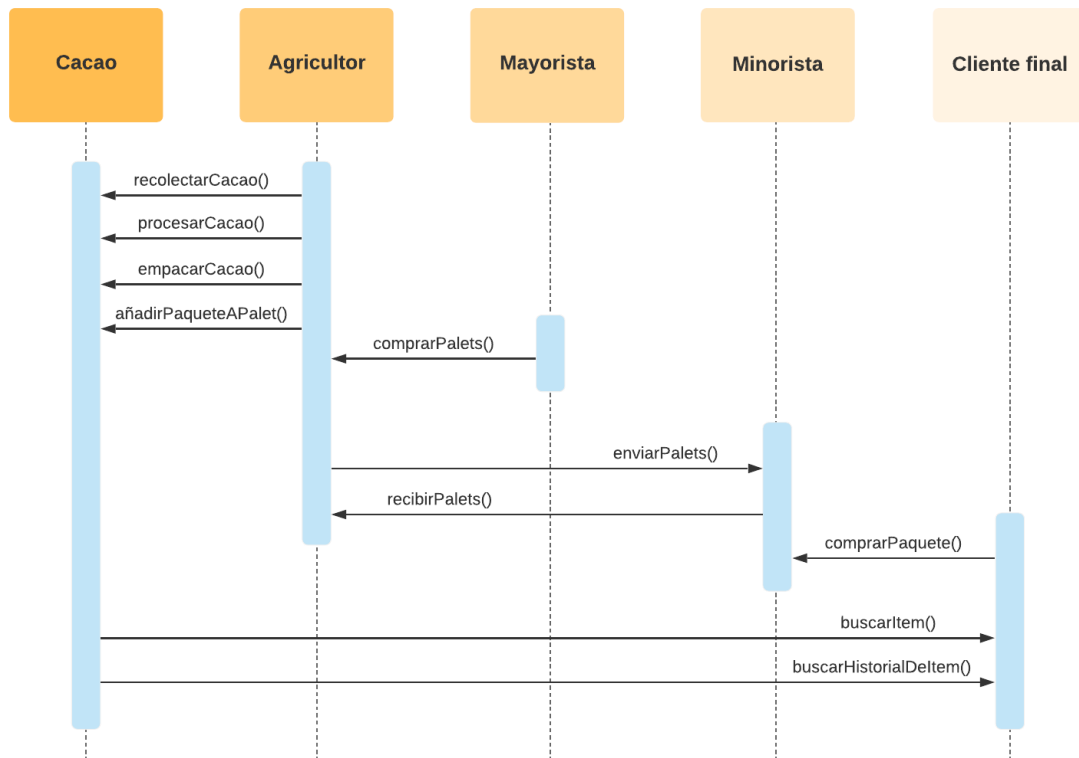 Cacao
Agricultor
Mayorista
Minorista
Cliente final
recolectarCacao()
procesarCacao()
empacarCacao()
añadirPaqueteAPalet()
comprarPalets()
enviarPalets()
recibirPalets()
comprarPaquete()
buscarItem()
buscarHistorialDeItem()